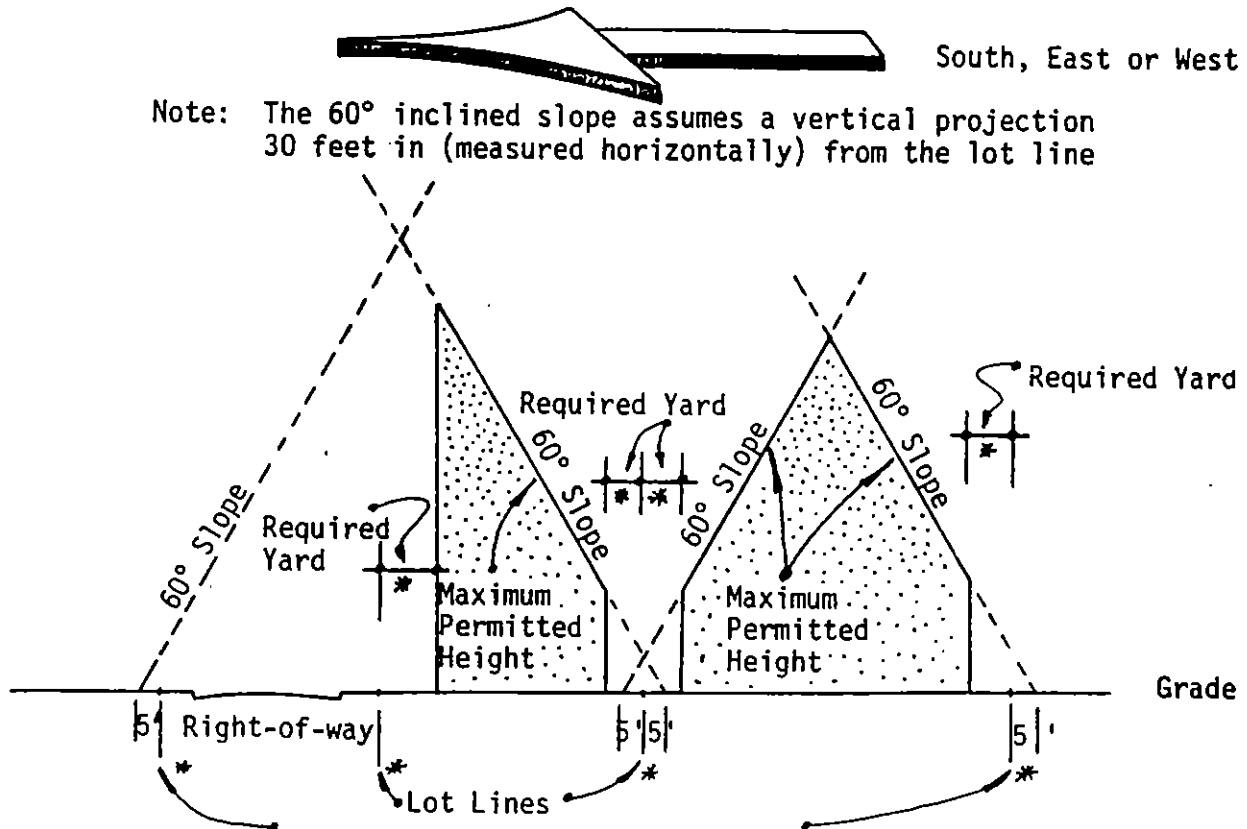 South, East or West
Note: The 60° inclined slope assumes a vertical projection
30 feet in (measured horizontally) from the lot line
60° Slope
Required
Yard
*
60° Slope
Maximum
Permitted
Height
Required Yard
* *
60° Slope
60° Slope
Maximum
Permitted
Height
Required Yard
*
Grade
5' Right-of-way 5' 5' 5'
* * * *
Lot Lines